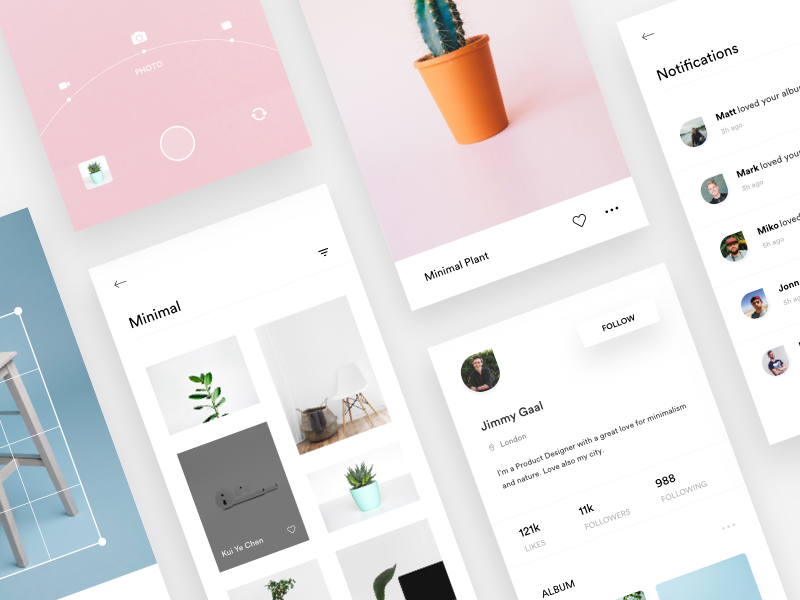 PHOTO
Minimal
Kui Ye Chen
Minimal Plant
FOLLOW
Jimmy Gaal
London
I'm a Product Designer with a great love for minimalism
and nature. Love also my city.
121k
LIKES
11k
FOLLOWERS
988
FOLLOWING
ALBUM
Notifications
Matt loved your album
3h ago
Mark loved your
3h ago
Miko loved
5h ago
Jonn
5h ag